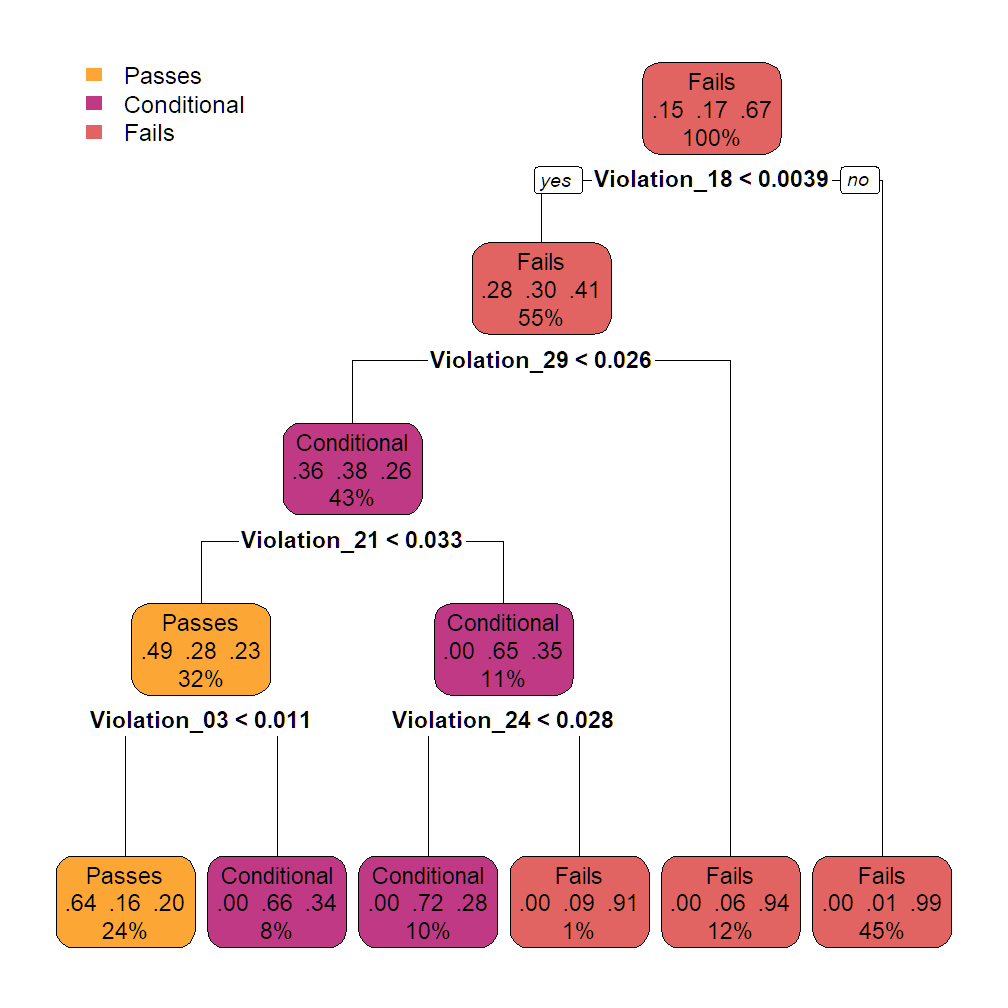 Passes
Conditional
Fails
Fails
.15 .17 .67
100%
yes Violation_18 < 0.0039 no
Fails
.28 .30 .41
55%
Violation_29 < 0.026
Conditional
.36 .38 .26
43%
Violation_21 < 0.033
Passes
.49 .28 .23
32%
Conditional
.00 .65 .35
11%
Violation_03 < 0.011
Violation_24 < 0.028
Passes
.64 .16 .20
24%
Conditional
.00 .66 .34
8%
Conditional
.00 .72 .28
10%
Fails
.00 .09 .91
1%
Fails
.00 .06 .94
12%
Fails
.00 .01 .99
45%